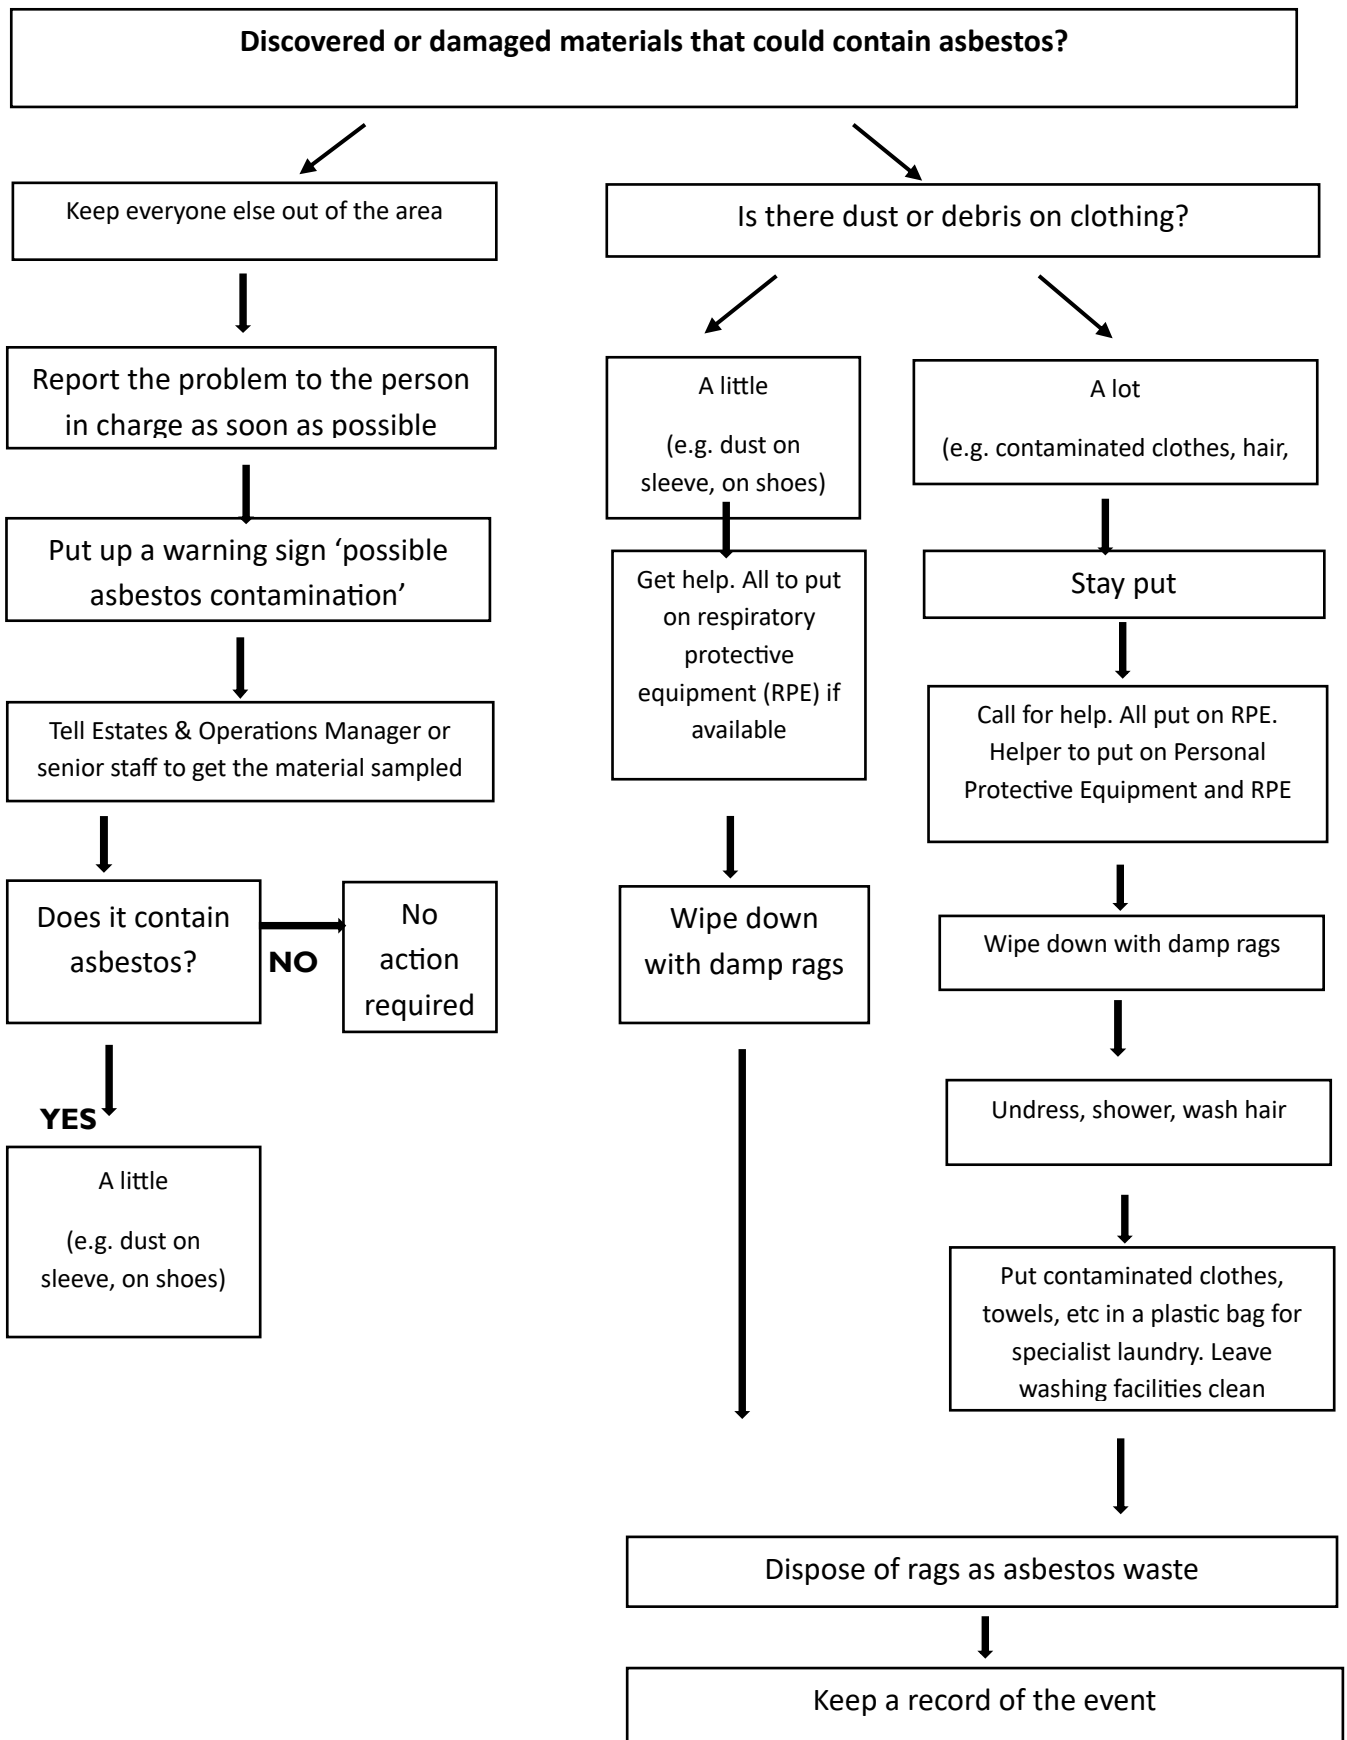 Discovered or damaged materials that could contain asbestos?
Keep everyone else out of the area
Report the problem to the person
in charge as soon as possible
Put up a warning sign ‘possible
asbestos contamination’
Tell Estates & Operations Manager or
senior staff to get the material sampled
Does it contain
asbestos?
NO
No
action
required
YES
A little
(e.g. dust on
sleeve, on shoes)
Is there dust or debris on clothing?
A little
(e.g. dust on
sleeve, on shoes)
Get help. All to put
on respiratory
protective
equipment (RPE) if
available
Wipe down
with damp rags
A lot
(e.g. contaminated clothes, hair,
Stay put
Call for help. All put on RPE.
Helper to put on Personal
Protective Equipment and RPE
Wipe down with damp rags
Undress, shower, wash hair
Put contaminated clothes,
towels, etc in a plastic bag for
specialist laundry. Leave
washing facilities clean
Dispose of rags as asbestos waste
Keep a record of the event